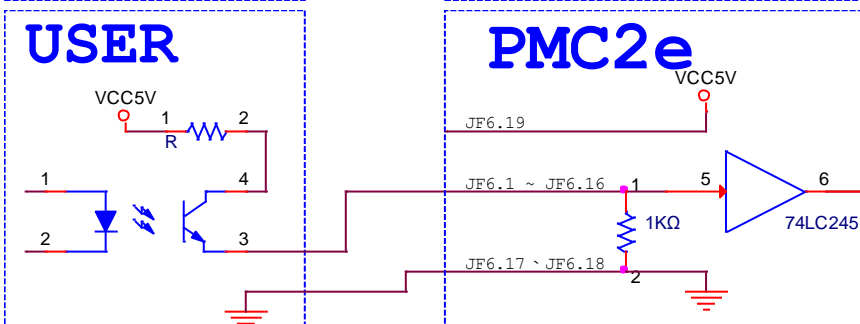 USER
PMC2e
VCC5V
VCC5V
1
2
R
JF6.19
1
4
JF6.1 ~ JF6.16
1
5
6
1KΩ
74LC245
2
3
JF6.17、JF6.18
2